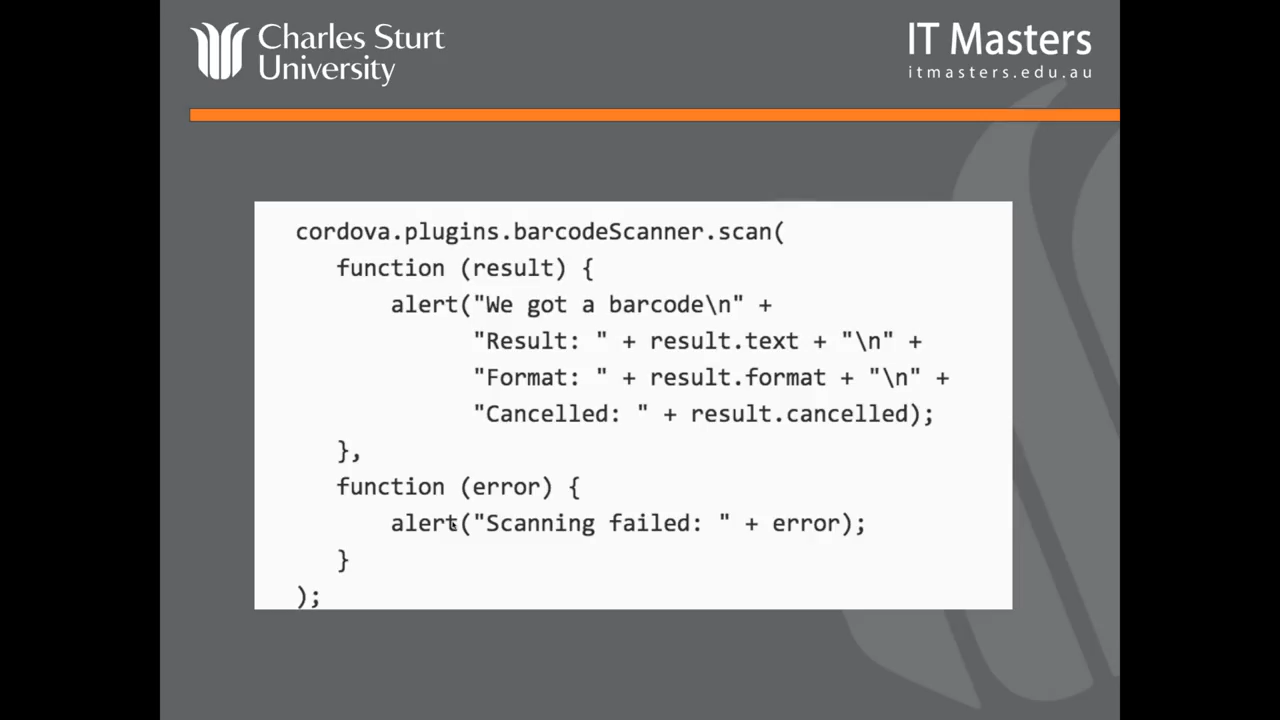 Charles Sturt
University
IT Masters
itmasters.edu.au
cordova.plugins.barcodeScanner.scan(
   function (result) {
       alert("We got a barcode\n" +
             "Result: " + result.text + "\n" +
             "Format: " + result.format + "\n" +
             "Cancelled: " + result.cancelled);
   },
   function (error) {
       alert("Scanning failed: " + error);
   }
);